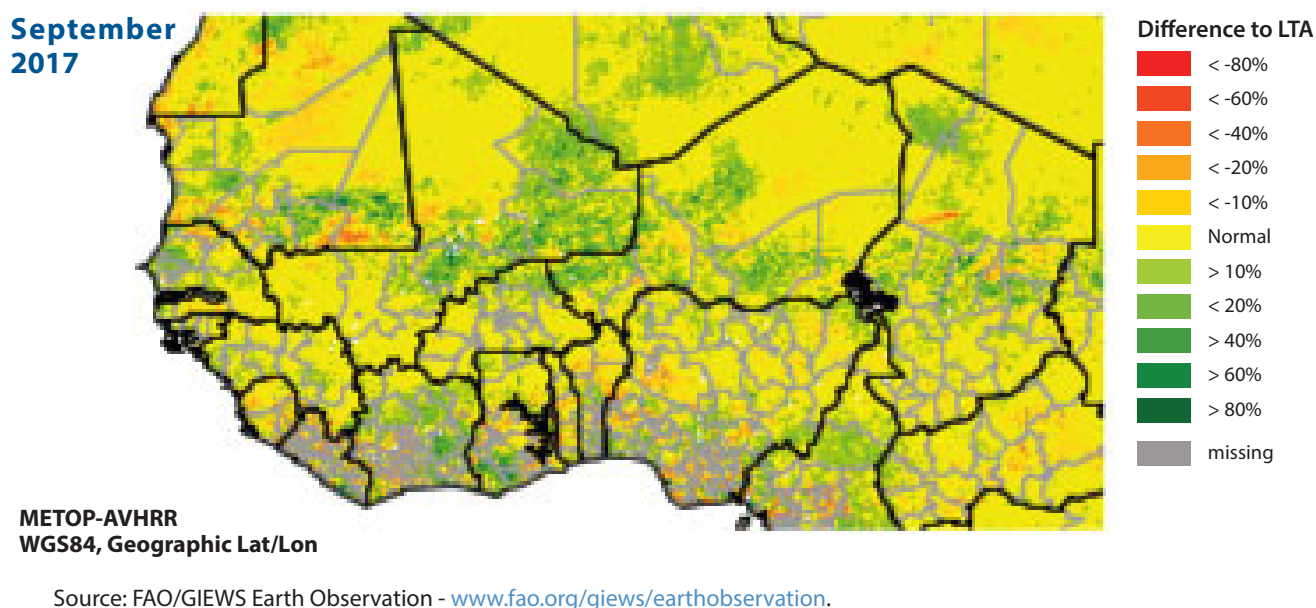 September
2017
Difference to LTA
< -80%
< -60%
< -40%
< -20%
< -10%
Normal
> 10%
< 20%
> 40%
> 60%
> 80%
missing
METOP-AVHRR
WGS84, Geographic Lat/Lon
Source: FAO/GIEWS Earth Observation - www.fao.org/giews/earthobservation.